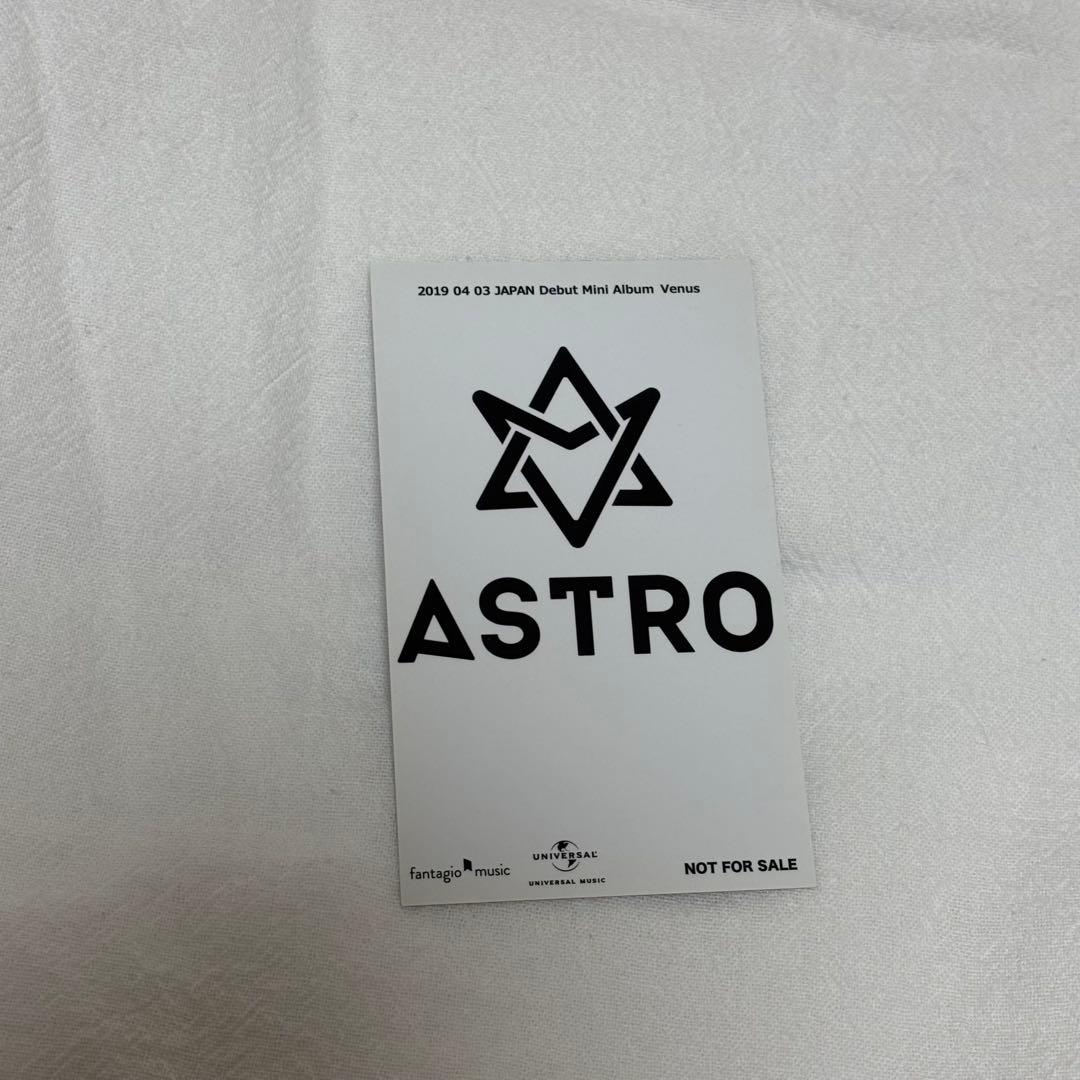 2019 04 03 JAPAN Debut Mini Album Venus
ASTRO
fantagio music
UNIVERSAL
UNIVERSAL MUSIC
NOT FOR SALE